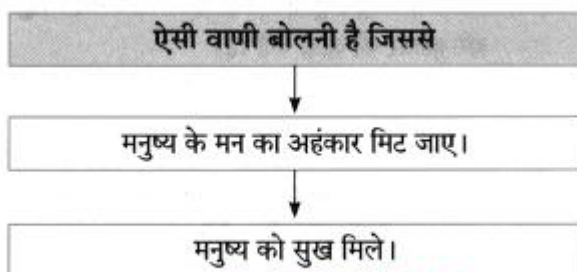 ऐसी वाणी बोलनी है जिससे
मनुष्य के मन का अहंकार मिट जाए।
मनुष्य को सुख मिले।